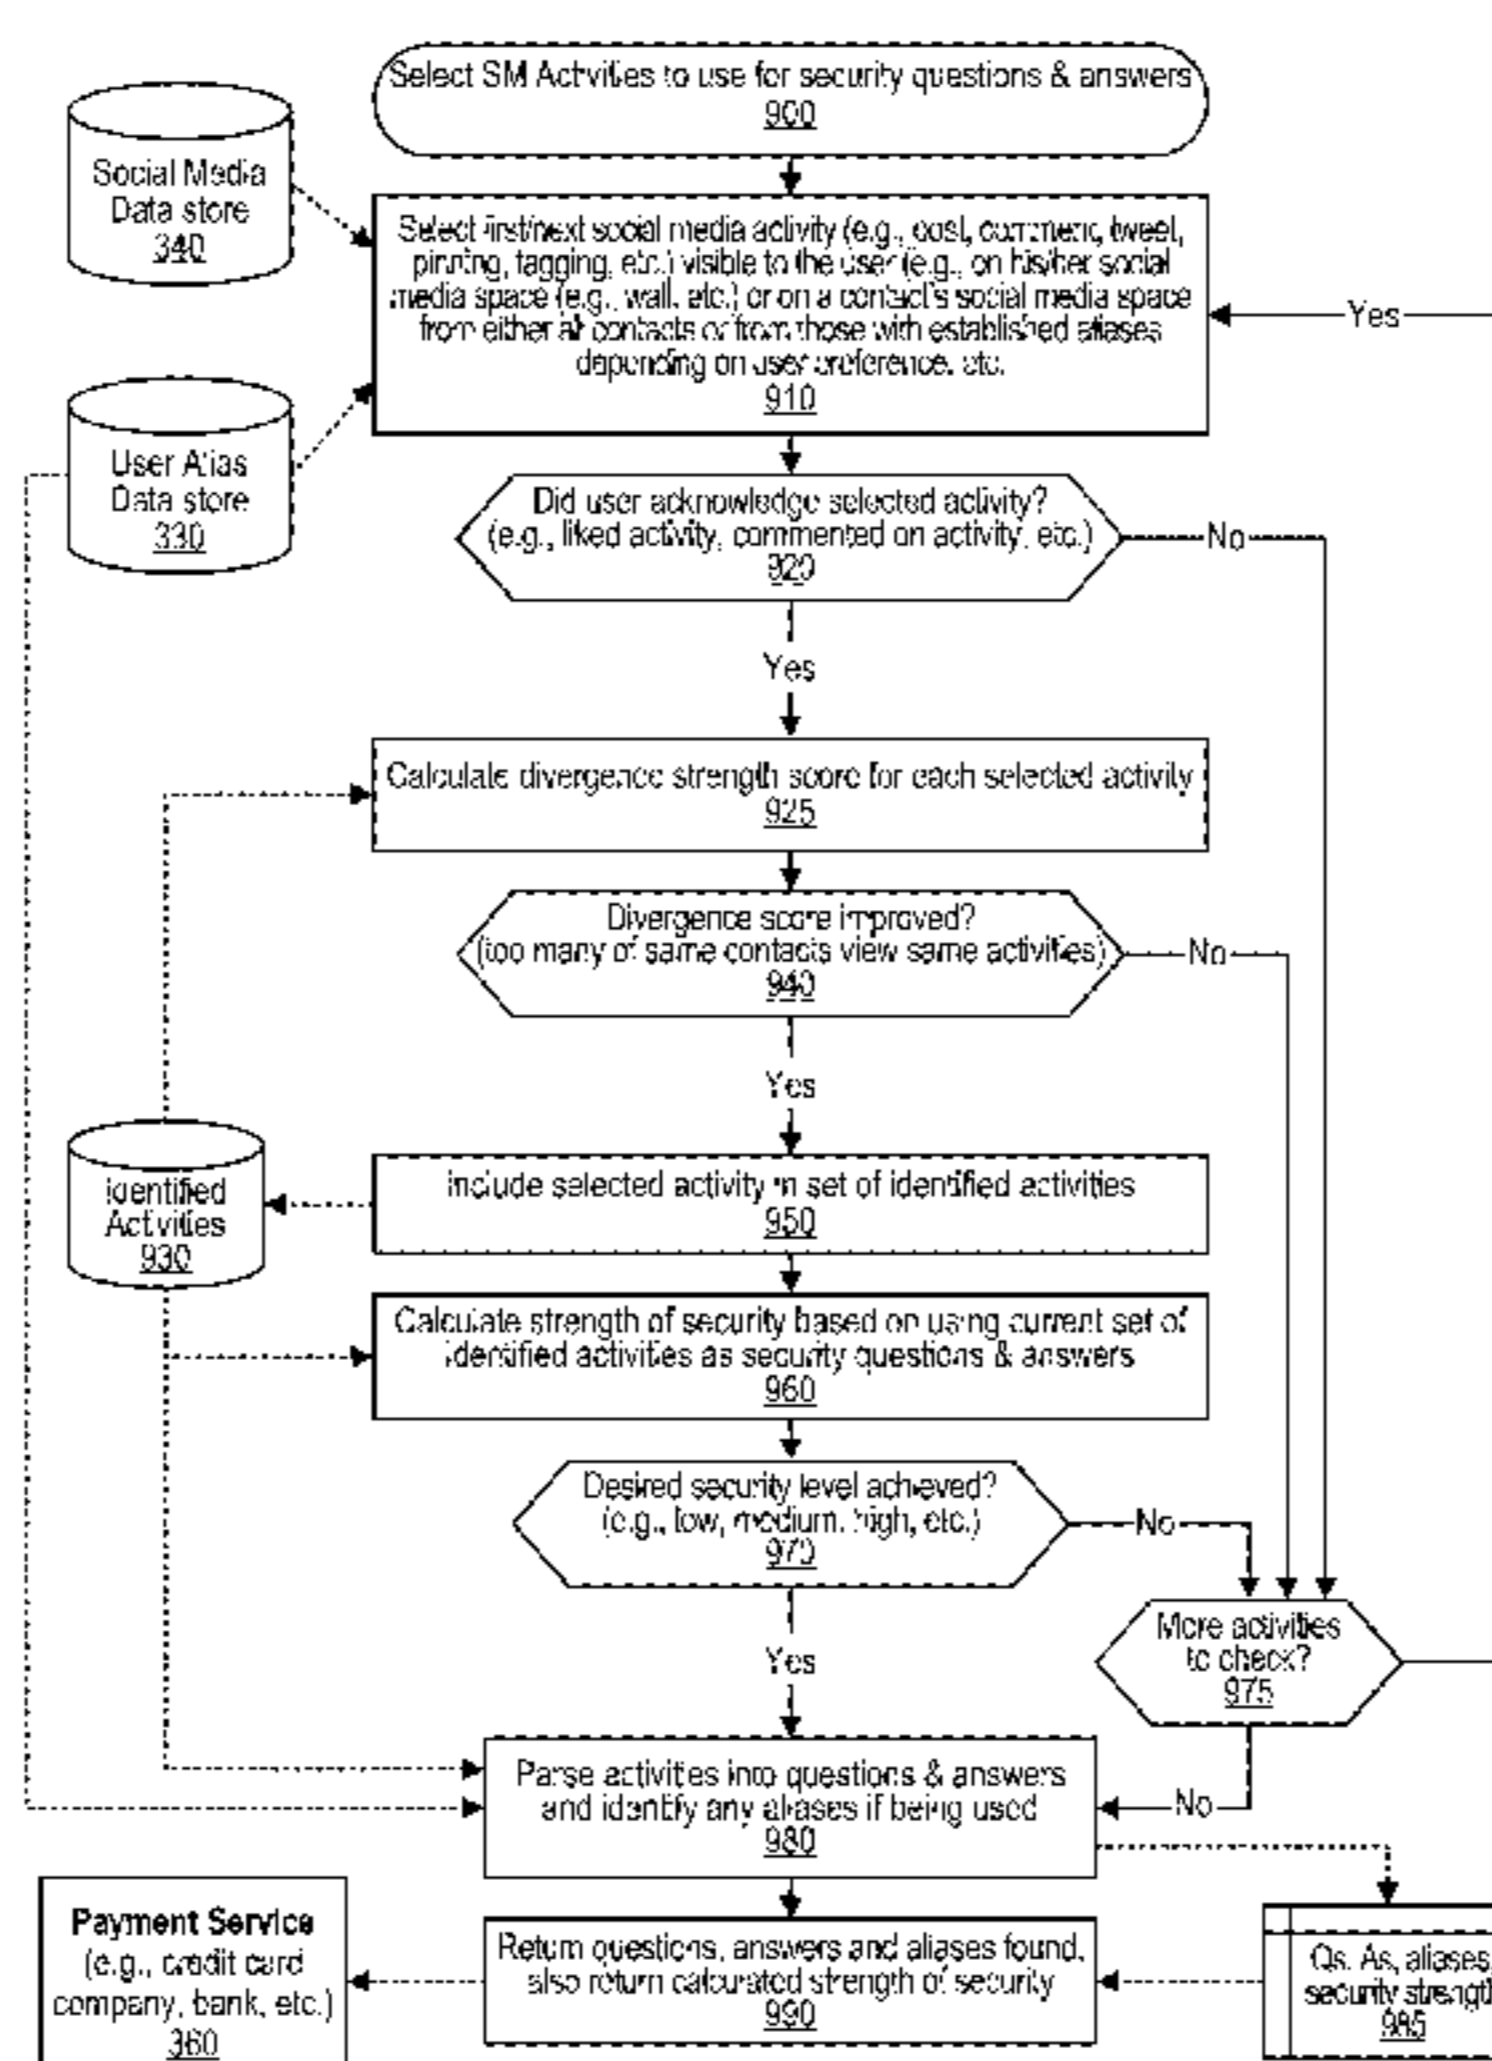 Select SM Activities to use for security questions & answers
900
Social Media
Data store
340
Select first/next social media activity (e.g., post, comment, tweet,
pinning, tagging, etc.) visible to the user (e.g., on his/her social
media space (e.g., wall, etc.) or on a contact's social media space
from either all contacts or from those with established aliases
depending on user preference, etc.
910
Yes
User Alias
Data store
330
Did user acknowledge selected activity?
(e.g., liked activity, commented on activity, etc.)
920
No
Yes
Calculate divergence strength score for each selected activity
925
Divergence score improved?
(too many of same contacts view same activities)
940
No
Yes
Identified
Activities
930
Include selected activity in set of identified activities
950
Calculate strength of security based on using current set of
identified activities as security questions & answers
960
Desired security level achieved?
(e.g., low, medium, high, etc.)
970
No
Yes
More activities
to check?
975
No
Parse activities into questions & answers
and identify any aliases if being used
980
Payment Service
(e.g., credit card
company, bank, etc.)
360
Return questions, answers and aliases found,
also return calculated strength of security
990
Qs. As, aliases,
security
985